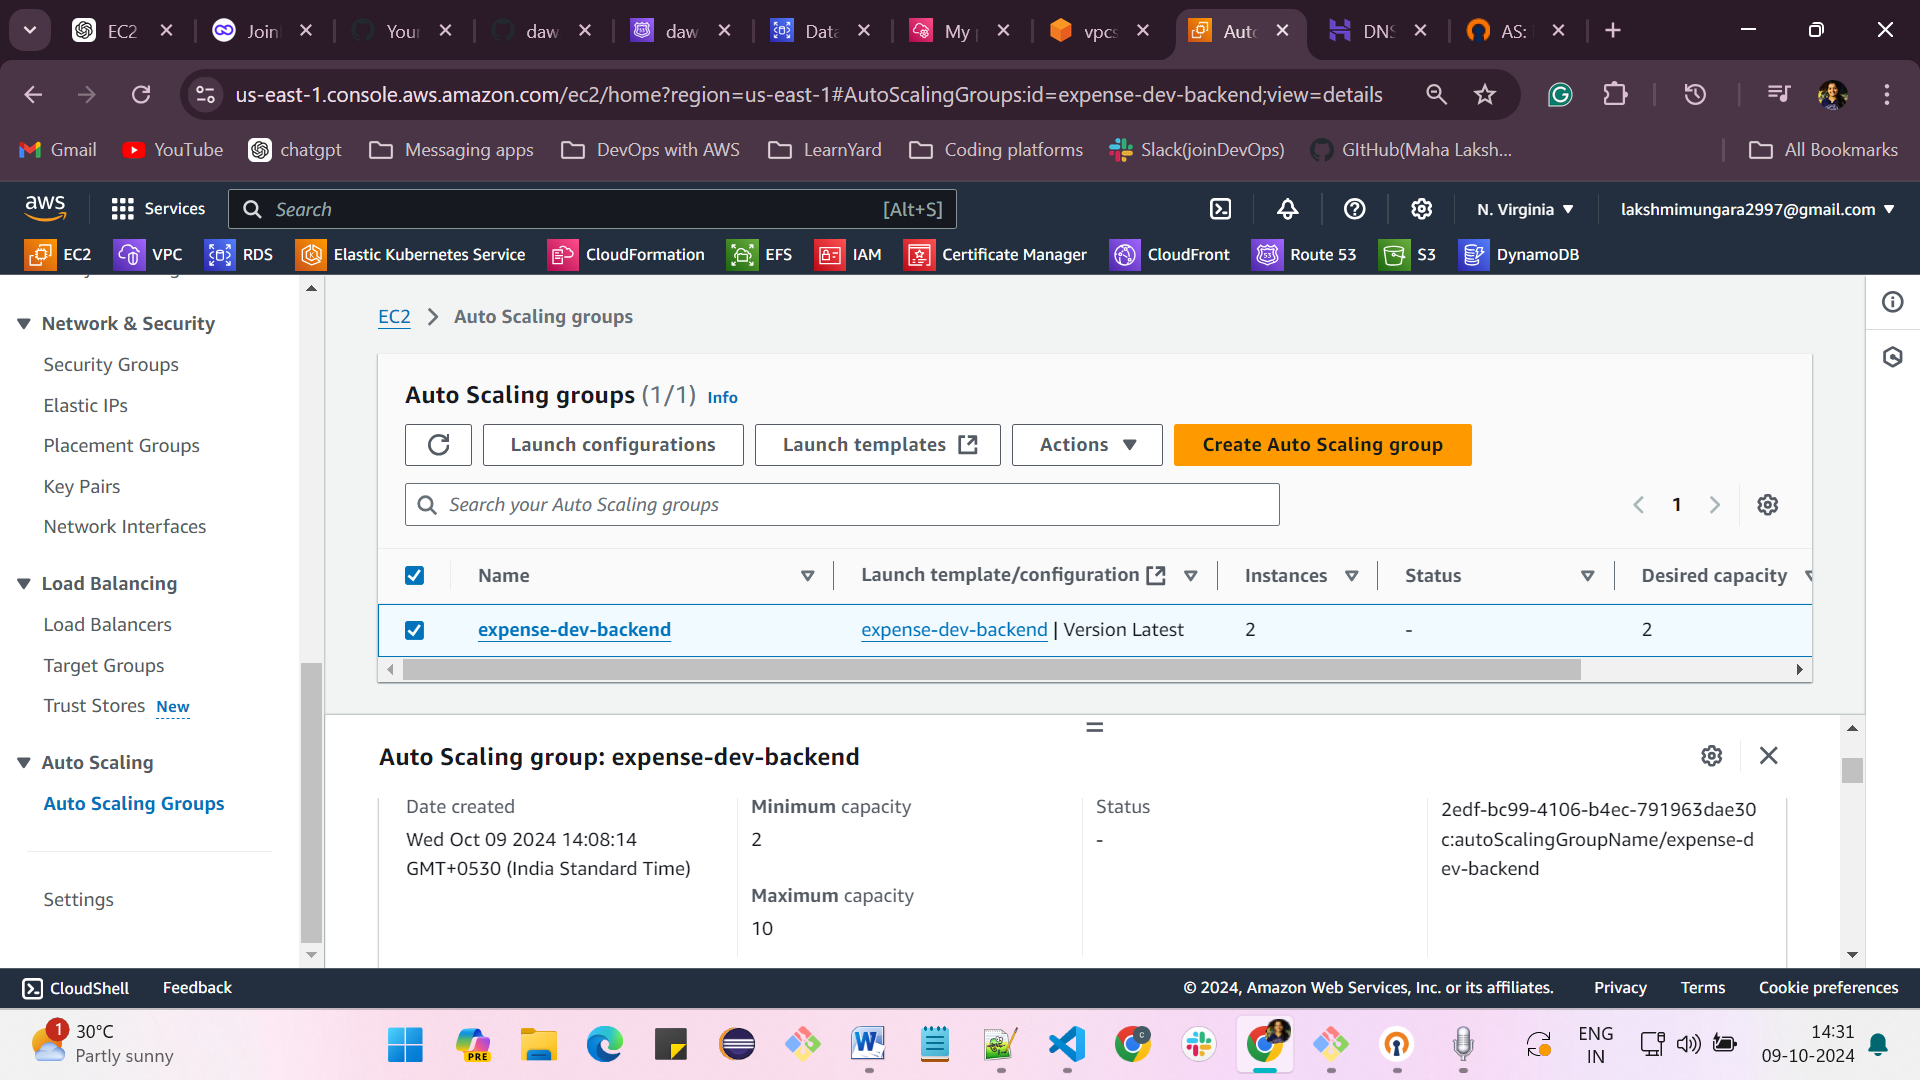 EC2
Join
Your
daw
daw
Data
My
vpcs
Auto
DNS
AS:
us-east-1.console.aws.amazon.com/ec2/home?region=us-east-1#AutoScalingGroups:id=expense-dev-backend;view=details
Gmail
YouTube
chatgpt
Messaging apps
DevOps with AWS
LearnYard
Coding platforms
Slack(joinDevOps)
GItHub(Maha Laksh...
All Bookmarks
aws
Services
Search
[Alt+S]
N. Virginia
lakshmimungara2997@gmail.com
EC2
VPC
RDS
Elastic Kubernetes Service
CloudFormation
EFS
IAM
Certificate Manager
CloudFront
Route 53
S3
DynamoDB
Network & Security
Security Groups
Elastic IPs
Placement Groups
Key Pairs
Network Interfaces
Load Balancing
Load Balancers
Target Groups
Trust Stores New
Auto Scaling
Auto Scaling Groups
Settings
EC2 > Auto Scaling groups
Auto Scaling groups (1/1) Info
Launch configurations
Launch templates
Actions
Create Auto Scaling group
Search your Auto Scaling groups
1
Name
Launch template/configuration
Instances
Status
Desired capacity
expense-dev-backend
expense-dev-backend | Version Latest
2
-
2
Auto Scaling group: expense-dev-backend
Date created
Wed Oct 09 2024 14:08:14
GMT+0530 (India Standard Time)
Minimum capacity
2
Maximum capacity
10
Status
-
2edf-bc99-4106-b4ec-791963dae30
c:autoScalingGroupName/expense-d
ev-backend
CloudShell
Feedback
© 2024, Amazon Web Services, Inc. or its affiliates.
Privacy
Terms
Cookie preferences
1
30°C
Partly sunny
PRE
ENG
IN
14:31
09-10-2024